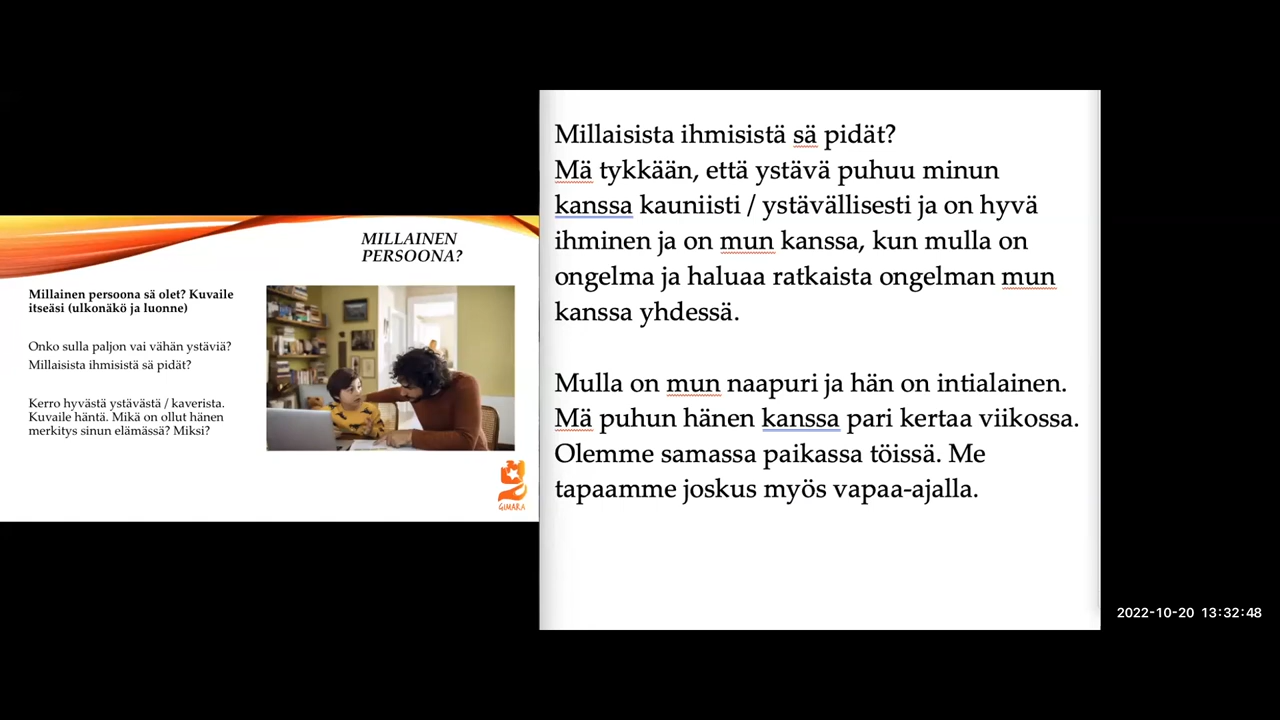 MILLAINEN
PERSOONA?
Millainen persoona sä olet? Kuvaile
itseäsi (ulkonäkö ja luonne)
Onko sulla paljon vai vähän ystäviä?
Millaisista ihmisistä sä pidät?
Kerro hyvästä ystävästä / kaverista.
Kuvaile häntä. Mikä on ollut hänen
merkitys sinun elämässä? Miksi?
GIMARA
Millaisista ihmisistä sä pidät?
Mä tykkään, että ystävä puhuu minun
kanssa kauniisti / ystävällisesti ja on hyvä
ihminen ja on mun kanssa, kun mulla on
ongelma ja haluaa ratkaista ongelman mun
kanssa yhdessä.
Mulla on mun naapuri ja hän on intialainen.
Mä puhun hänen kanssa pari kertaa viikossa.
Olemme samassa paikassa töissä. Me
tapaamme joskus myös vapaa-ajalla.
2022-10-20 13:32:48